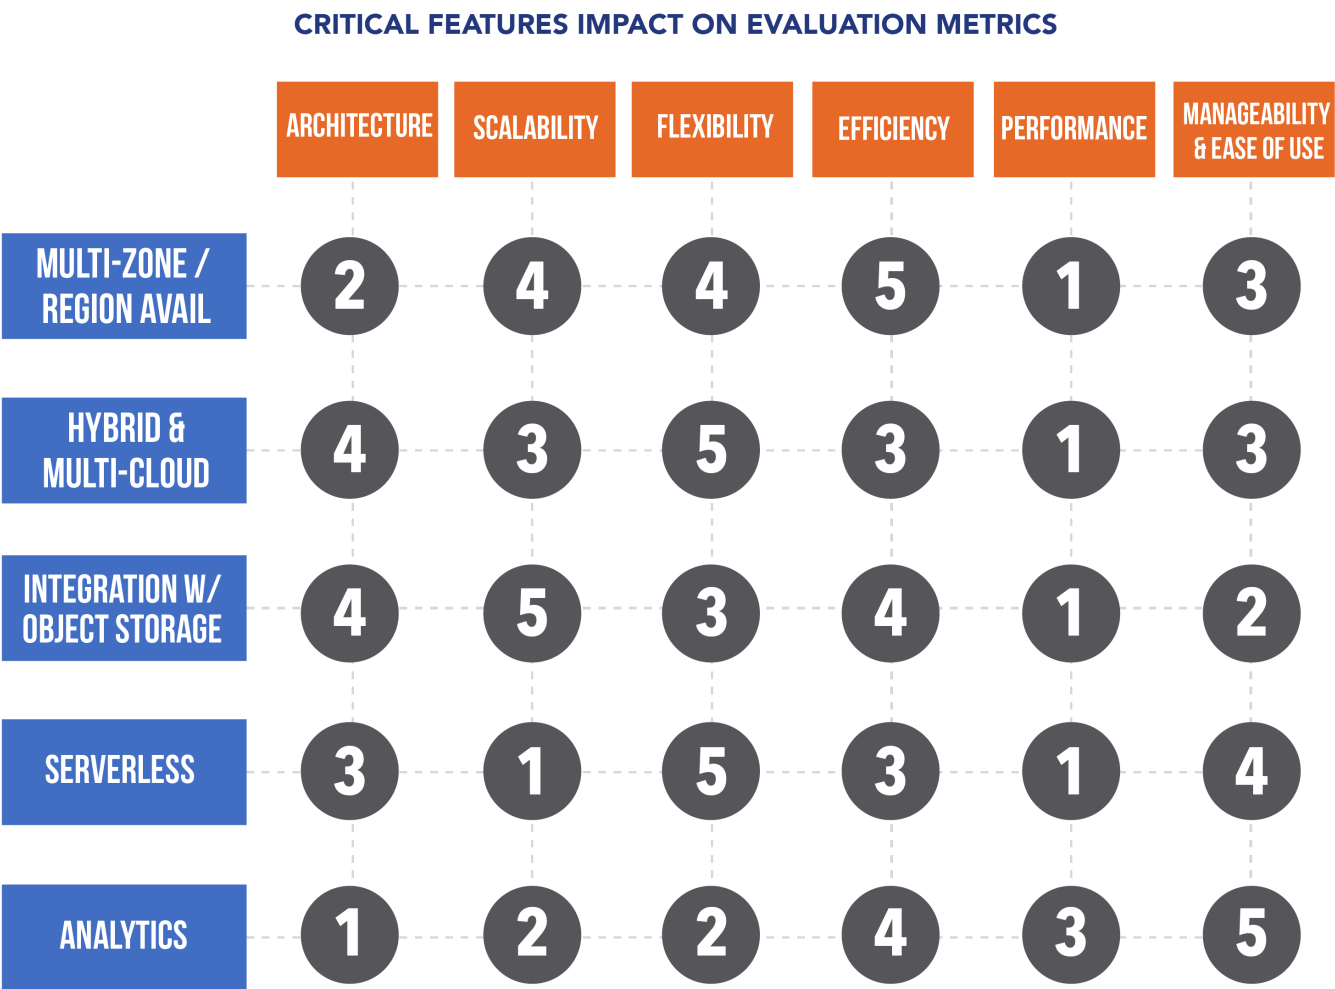 CRITICAL FEATURES IMPACT ON EVALUATION METRICS
ARCHITECTURE SCALABILITY FLEXIBILITY EFFICIENCY PERFORMANCE MANAGEABILITY
& EASE OF USE
MULTI-ZONE /
REGION AVAIL
2 4 4 5 1 3
HYBRID &
MULTI-CLOUD
4 3 5 3 1 3
INTEGRATION W/
OBJECT STORAGE
4 5 3 4 1 2
SERVERLESS
3 1 5 3 1 4
ANALYTICS
1 2 2 4 3 5